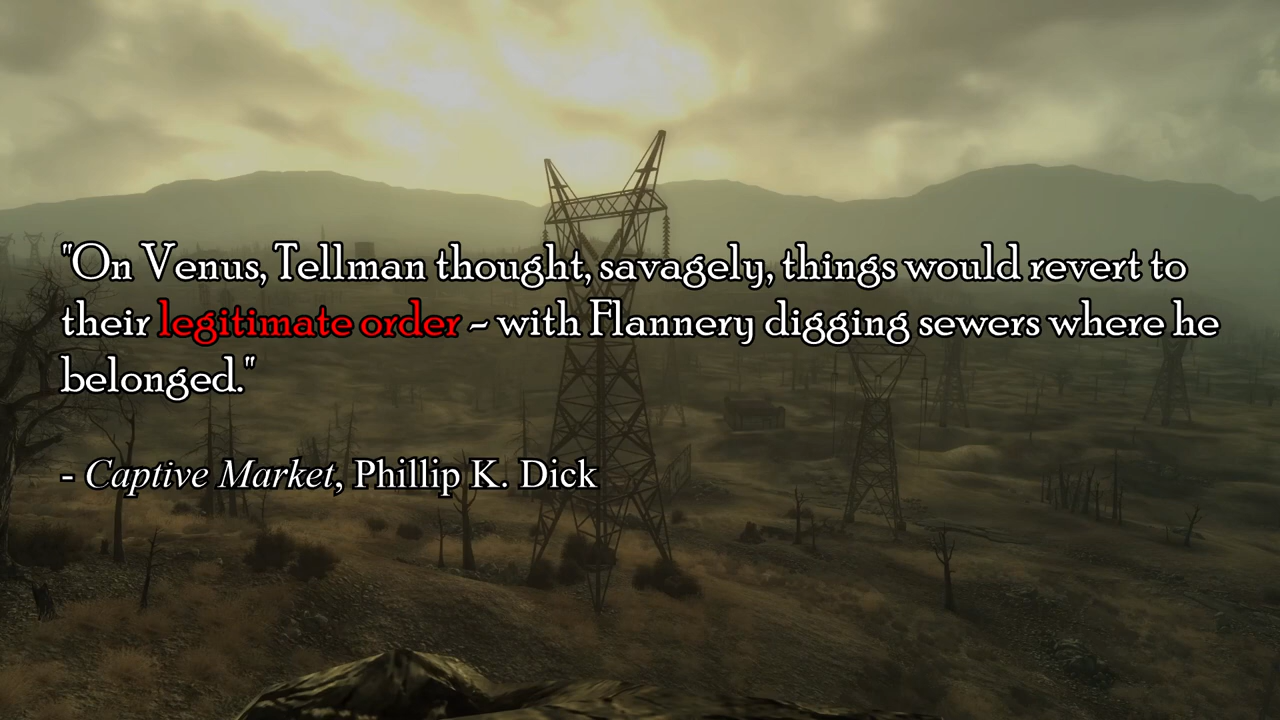 "On Venus, Tellman thought, savagely, things would revert to
their legitimate order - with Flannery digging sewers where he
belonged."
- Captive Market, Phillip K. Dick